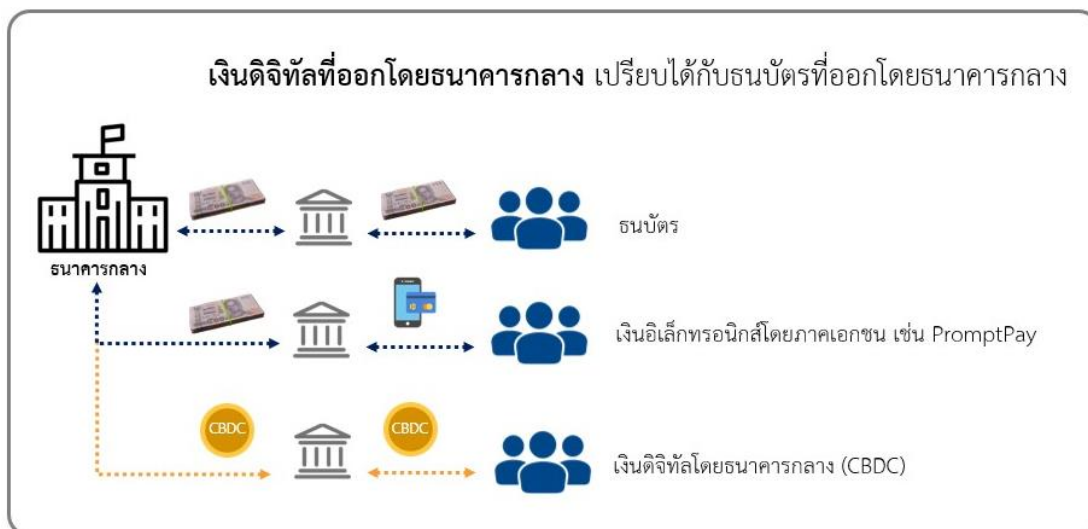 เงินดิจิทัลที่ออกโดยธนาคารกลาง เปรียบได้กับธนบัตรที่ออกโดยธนาคารกลาง
ธนบัตร
ธนาคารกลาง
เงินอิเล็กทรอนิกส์โดยภาคเอกชน เช่น PromptPay
CBDC
CBDC
เงินดิจิทัลโดยธนาคารกลาง (CBDC)